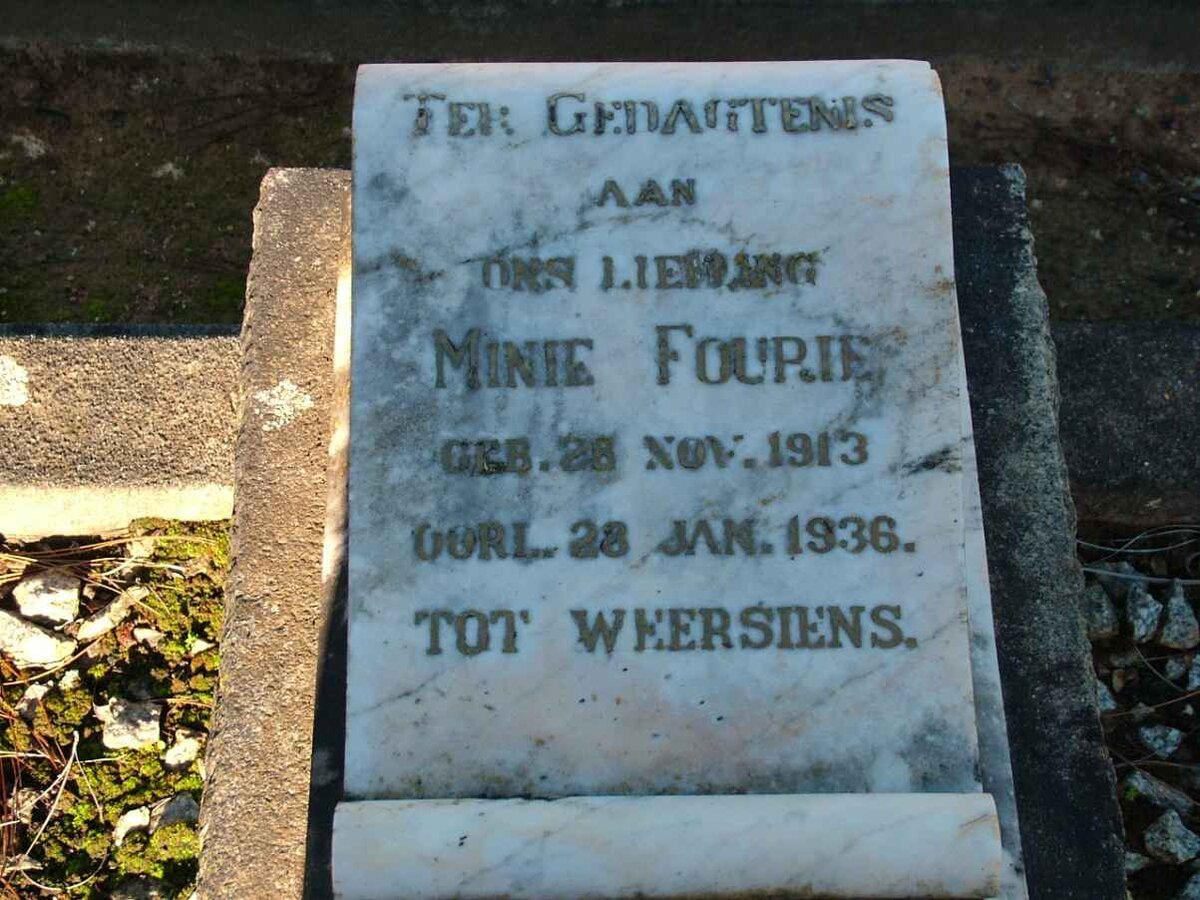 TER GEDAGTENIS
AAN
ONS LIEWLING
MINIE FOURIE,
GEB. 28 NOV. 1913
OORL. 28 JAN. 1936.
TOT WEERSIENS.